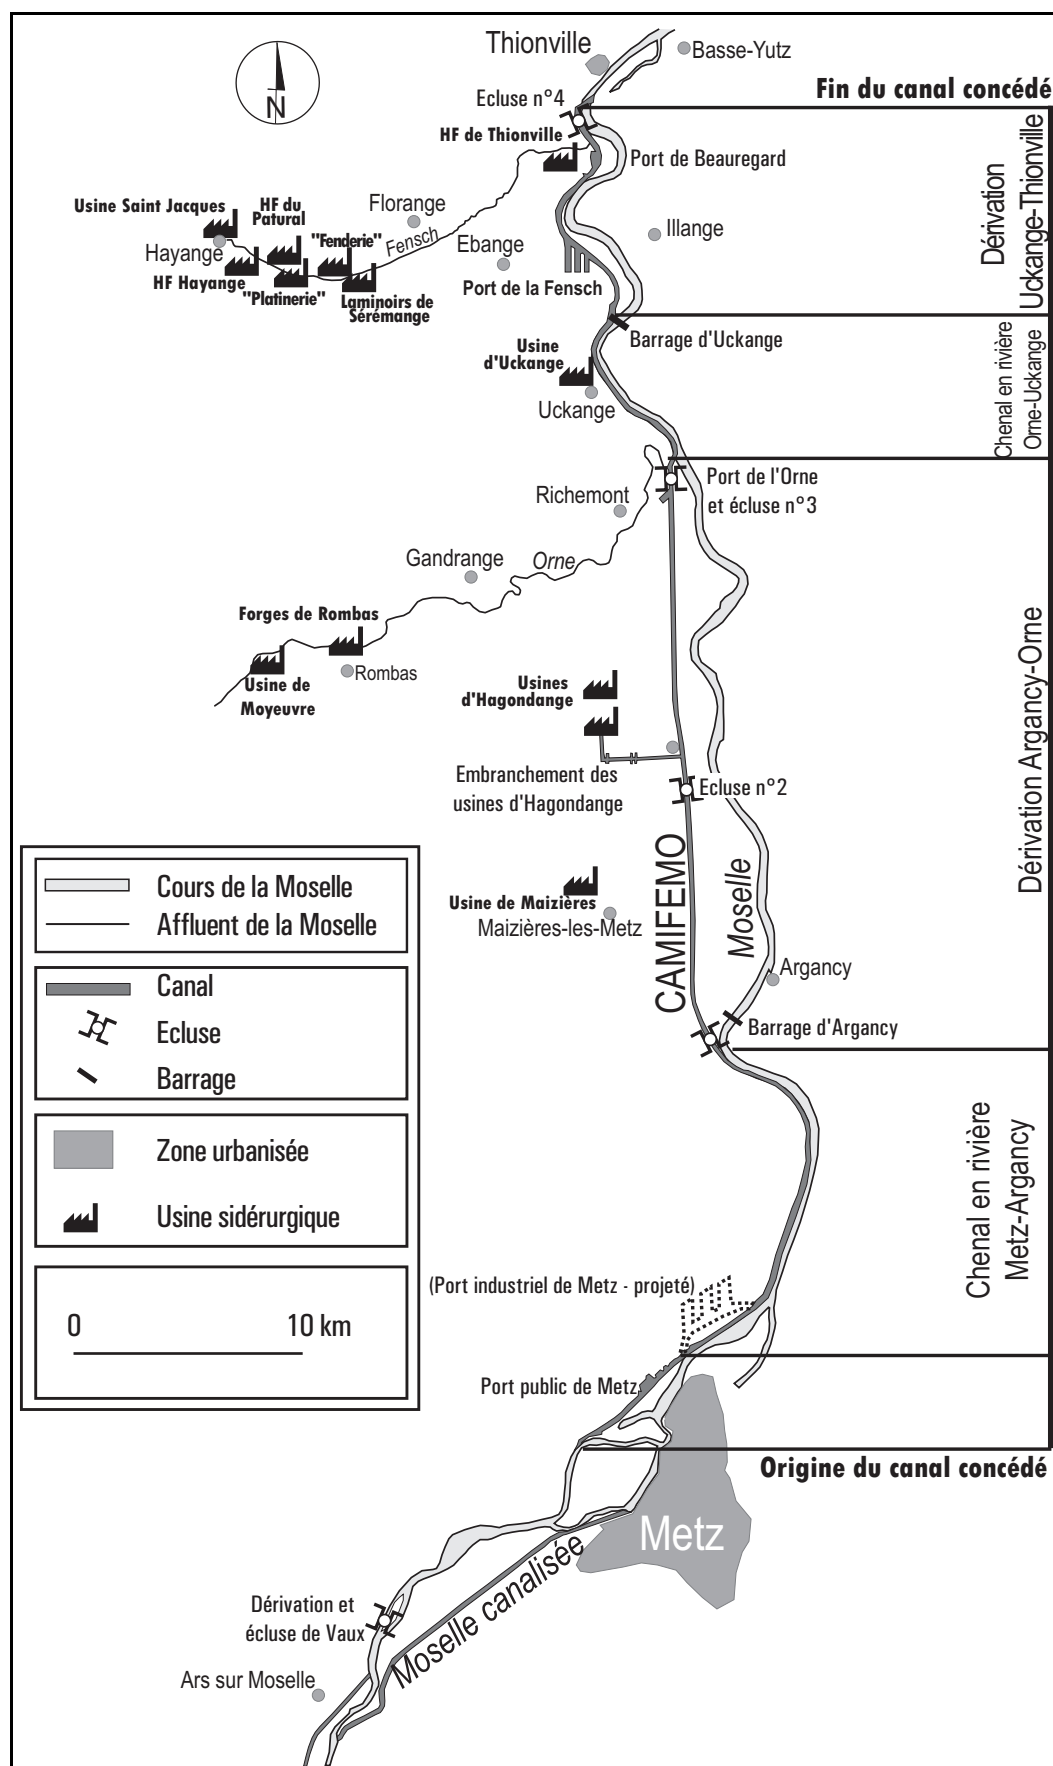 Thionville
Basse-Yutz
N
Ecluse n°4
Fin du canal concédé
HF de Thionville
Port de Beauregard
Dérivation
Uckange-Thionville
Usine Saint Jacques
HF du
Patural
Florange
Fensch
"Fenderie"
Ebange
Illange
Hayange
HF Hayange
"Platinerie"
Laminoirs de
Sérémange
Port de la Fensch
Barrage d'Uckange
Usine
d'Uckange
Uckange
Chenal en rivière
Orne-Uckange
Port de l'Orne
et écluse n°3
Richemont
Gandrange
Orne
Forges de Rombas
Rombas
Usine de
Moyeuvre
Usines
d'Hagondange
Embranchement des
usines d'Hagondange
Ecluse n°2
Dérivation Argancy-Orne
CAMIFEMO
Moselle
Usine de Maizières
Maizières-les-Metz
Argancy
Barrage d'Argancy
Cours de la Moselle
Affluent de la Moselle
Canal
Ecluse
Barrage
Zone urbanisée
Usine sidérurgique
0 10 km
Chenal en rivière
Metz-Argancy
(Port industriel de Metz - projeté)
Port public de Metz
Origine du canal concédé
Metz
Moselle canalisée
Dérivation et
écluse de Vaux
Ars sur Moselle